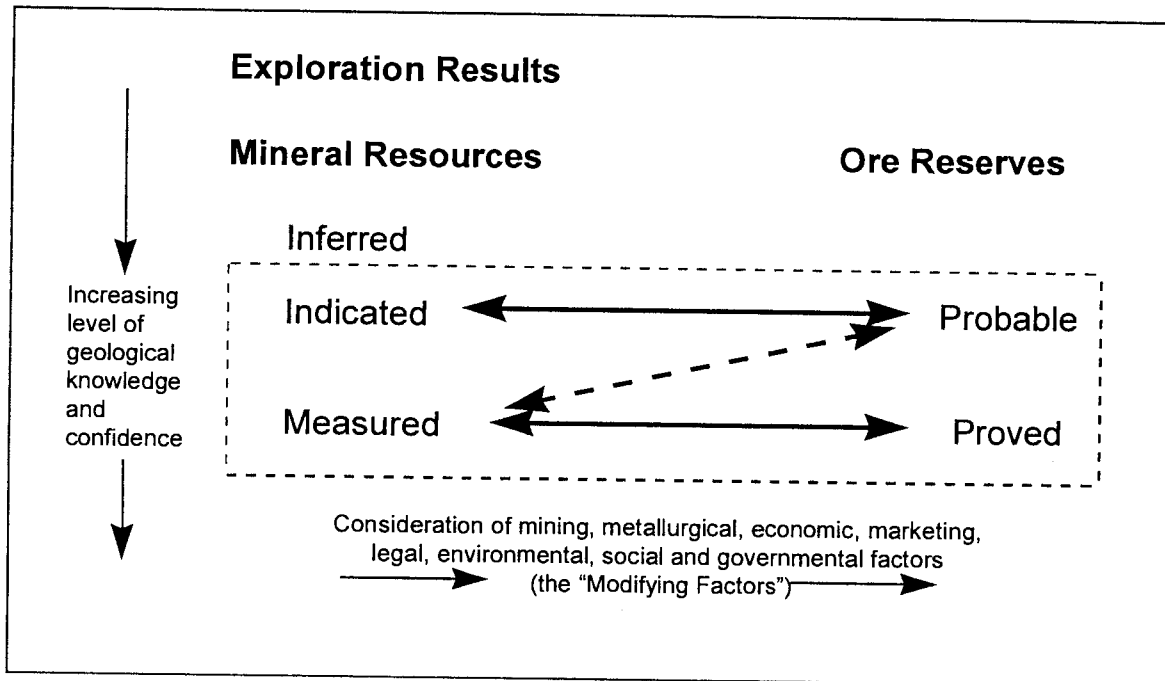 Exploration Results
Mineral Resources
Ore Reserves
Inferred
Increasing
level of
geological
knowledge
and
confidence
Indicated
Probable
Measured
Proved
Consideration of mining, metallurgical, economic, marketing,
legal, environmental, social and governmental factors
(the “Modifying Factors”)